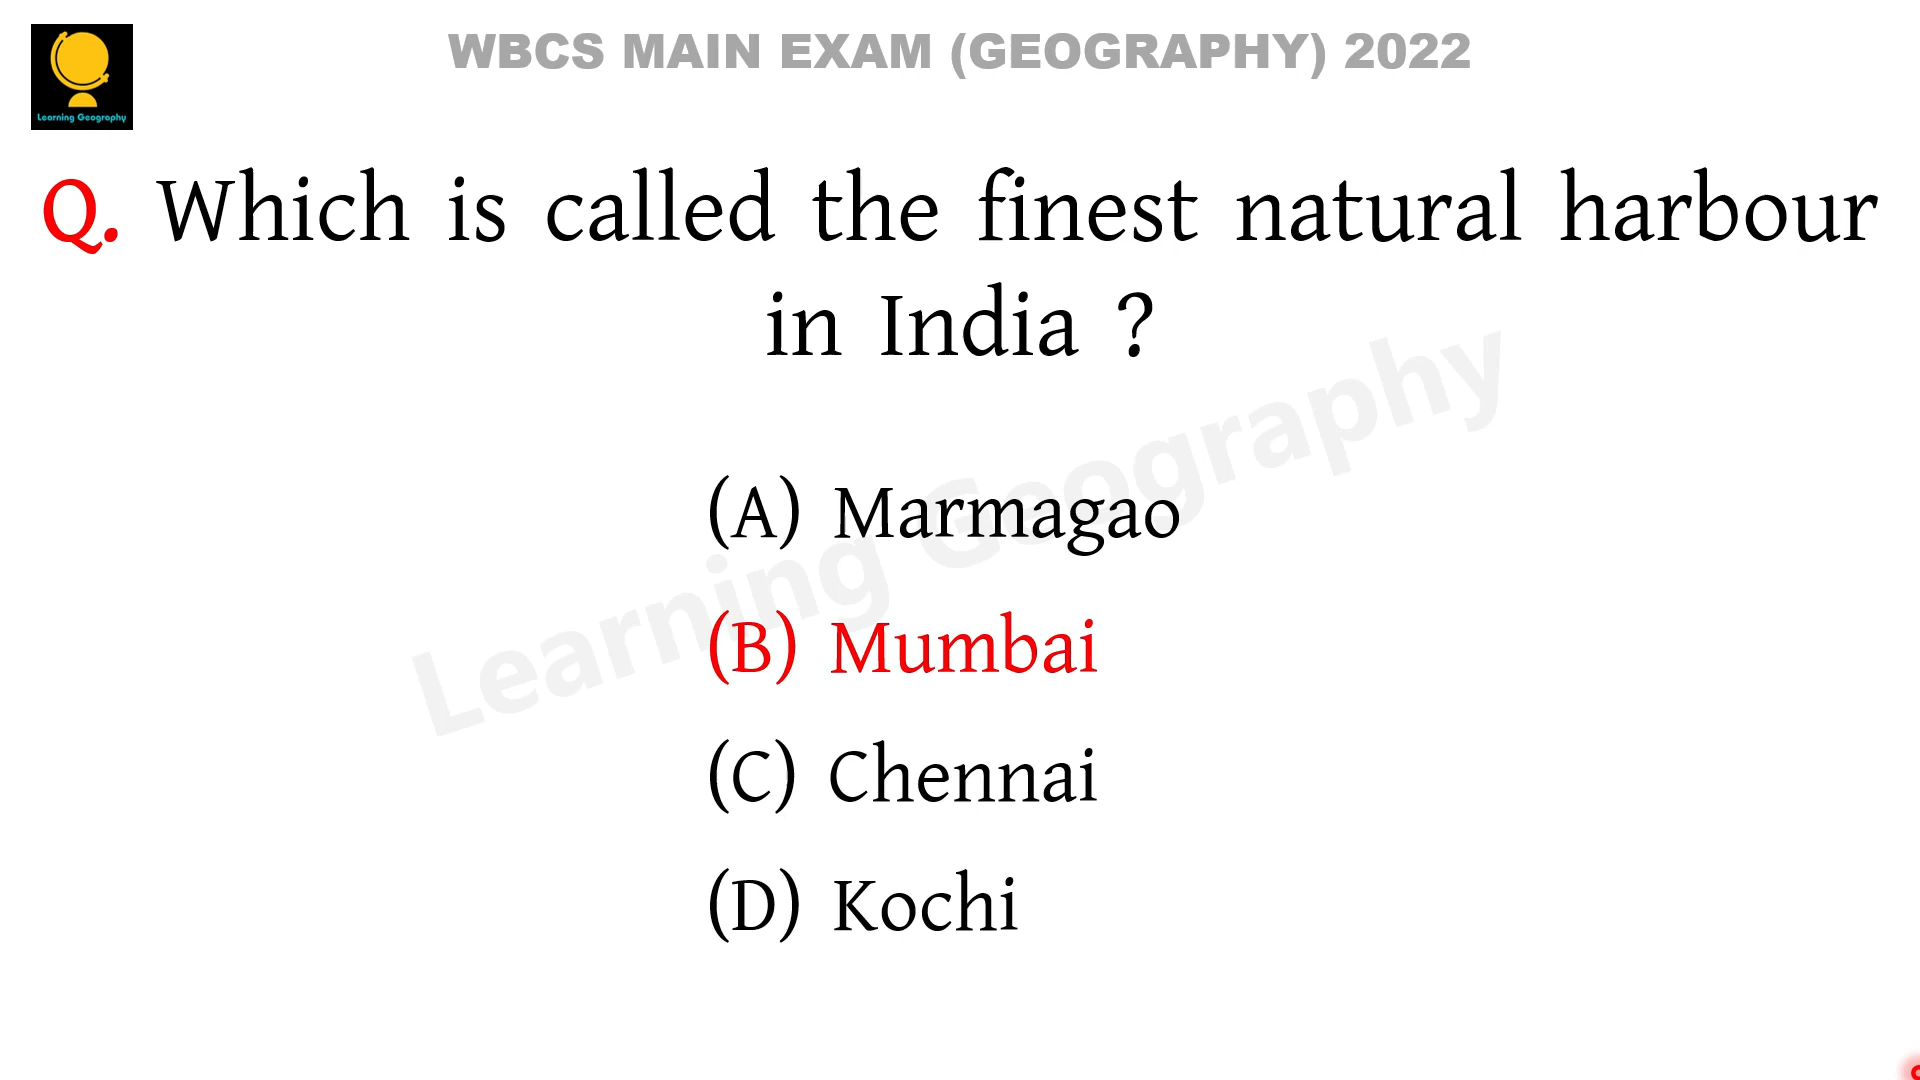 WBCS MAIN EXAM (GEOGRAPHY) 2022
Learning Geography
Q. Which is called the finest natural harbour
in India ?
Learning Geography
(A) Marmagao
(B) Mumbai
(C) Chennai
(D) Kochi